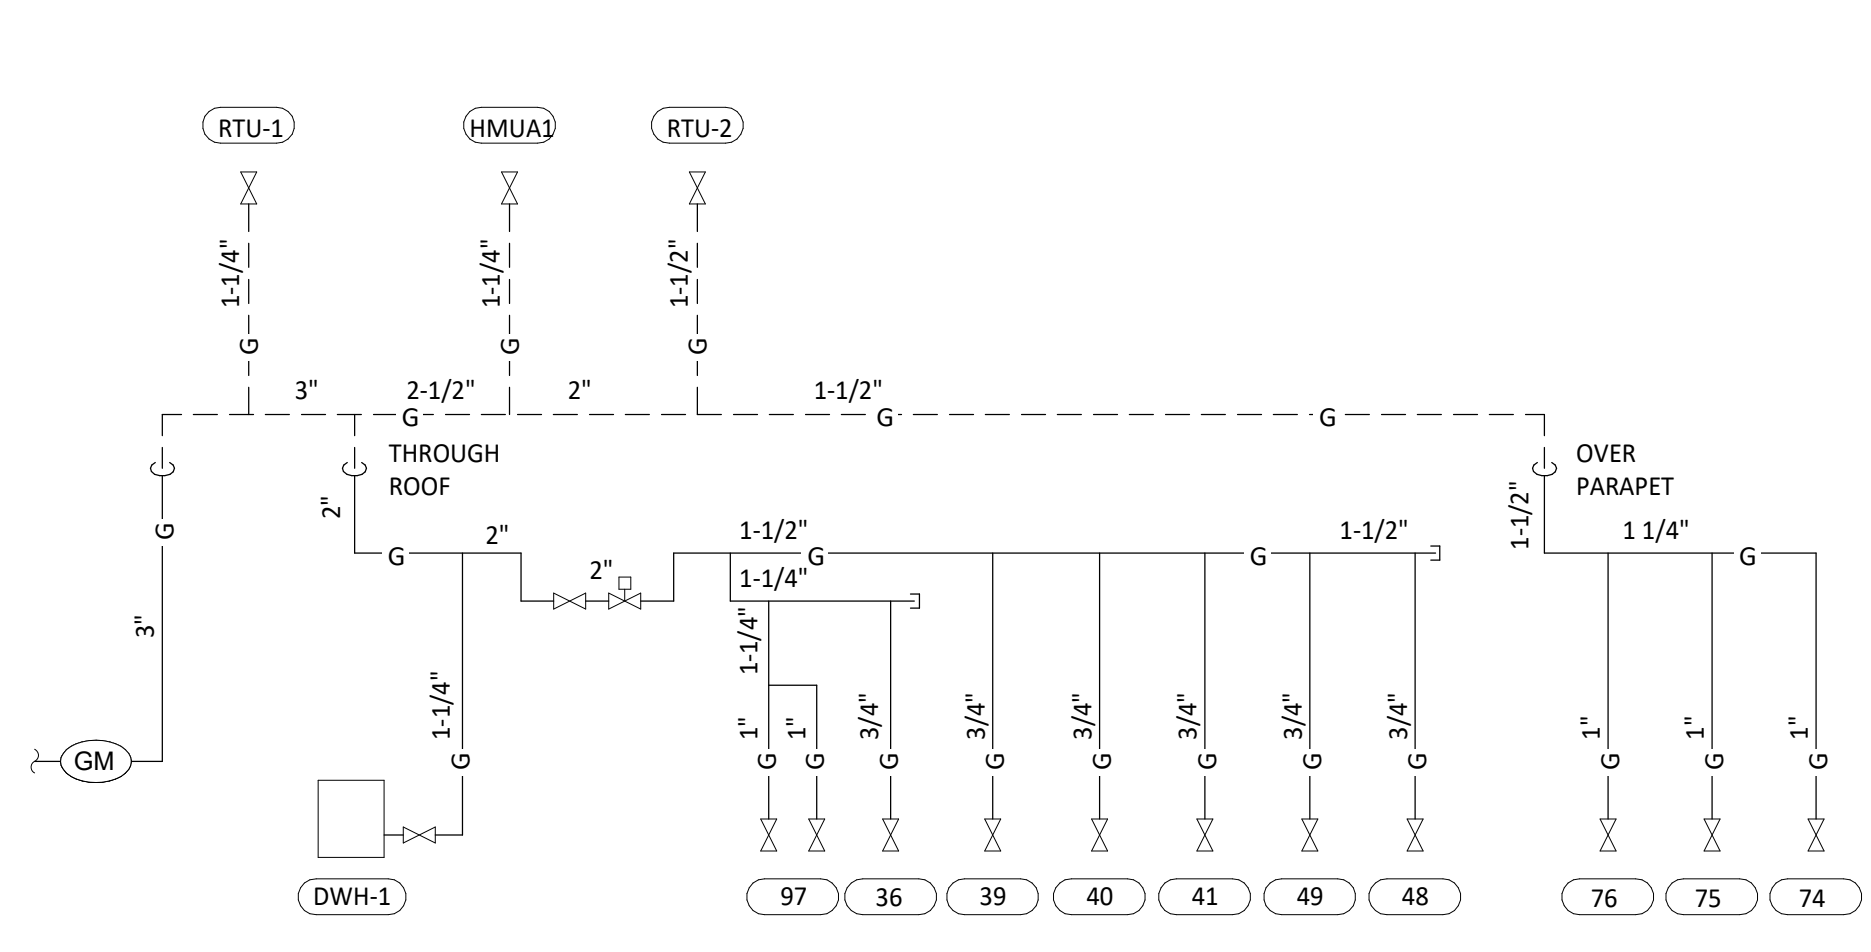 RTU-1
HMUA1
RTU-2
1-1/4"
1-1/4"
1-1/2"
G
G
G
3"
2-1/2"
2"
1-1/2"
G
G
G
THROUGH
ROOF
OVER
PARAPET
2"
1-1/2"
G
2"
1-1/2"
1-1/2"
1 1/4"
G
G
G
G
2"
1-1/4"
3"
1-1/4"
1-1/4"
1"
1"
3/4"
3/4"
3/4"
3/4"
3/4"
3/4"
1"
1"
1"
GM
G
G
G
G
G
G
G
G
G
G
G
G
DWH-1
97
36
39
40
41
49
48
76
75
74